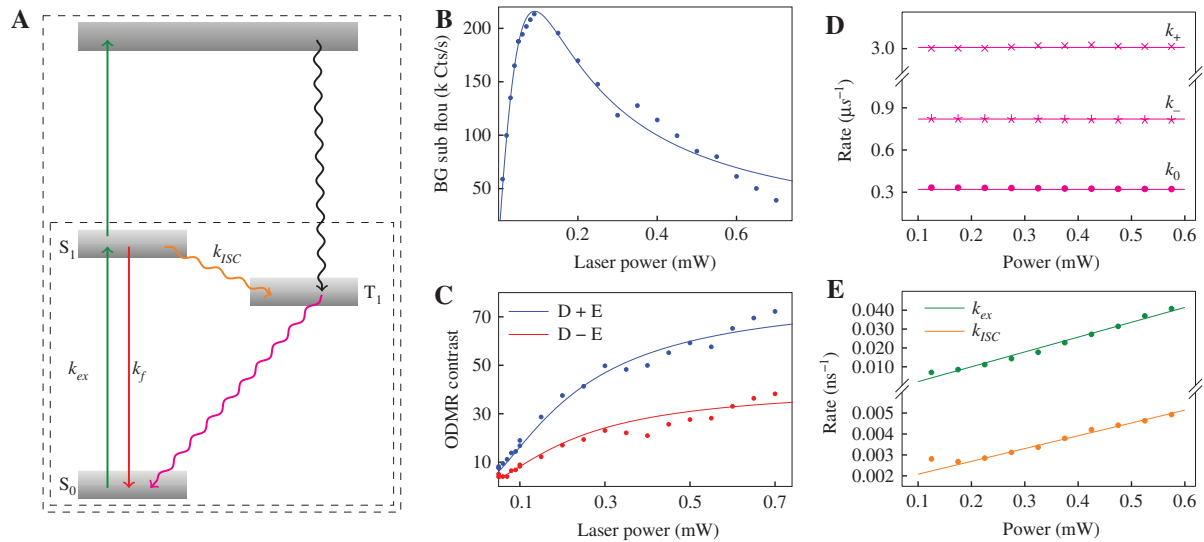 A
S₁
k_ISC
T₁
k_ex
k_f
S₀
B
BG sub flou (k Cts/s)
200
150
100
50
0.2
0.4
0.6
Laser power (mW)
C
D + E
D − E
ODMR contrast
70
50
30
10
0.1
0.3
0.5
0.7
Laser power (mW)
D
Rate (μs⁻¹)
3.0
0.9
0.6
0.3
k₊
k₋
k₀
0.1
0.2
0.3
0.4
0.5
0.6
Power (mW)
E
k_ex
k_ISC
Rate (ns⁻¹)
0.040
0.030
0.020
0.010
0.005
0.004
0.003
0.002
0.1
0.2
0.3
0.4
0.5
0.6
Power (mW)